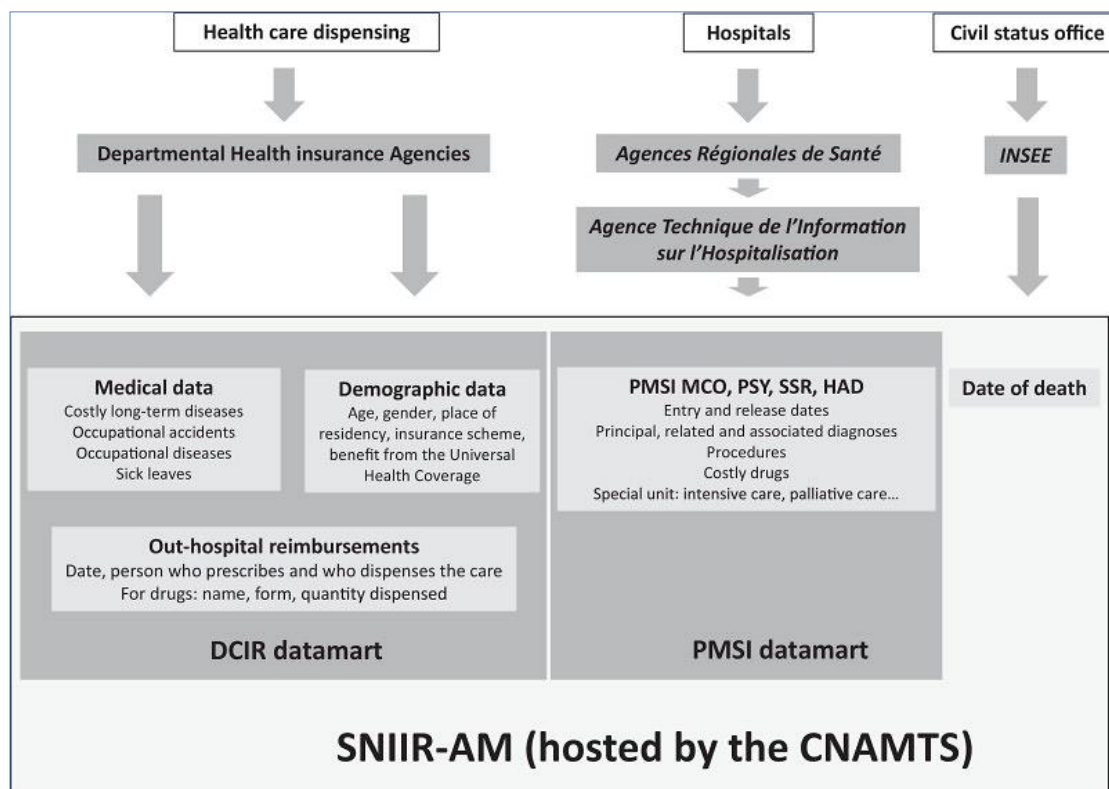 Health care dispensing
Hospitals
Civil status office
Departmental Health insurance Agencies
Agences Régionales de Santé
INSEE
Agence Technique de l’Information
sur l’Hospitalisation
Medical data
Costly long-term diseases
Occupational accidents
Occupational diseases
Sick leaves
Demographic data
Age, gender, place of
residency, insurance scheme,
benefit from the Universal
Health Coverage
Out-hospital reimbursements
Date, person who prescribes and who dispenses the care
For drugs: name, form, quantity dispensed
DCIR datamart
PMSI MCO, PSY, SSR, HAD
Entry and release dates
Principal, related and associated diagnoses
Procedures
Costly drugs
Special unit: intensive care, palliative care…
PMSI datamart
Date of death
SNIIR-AM (hosted by the CNAMTS)